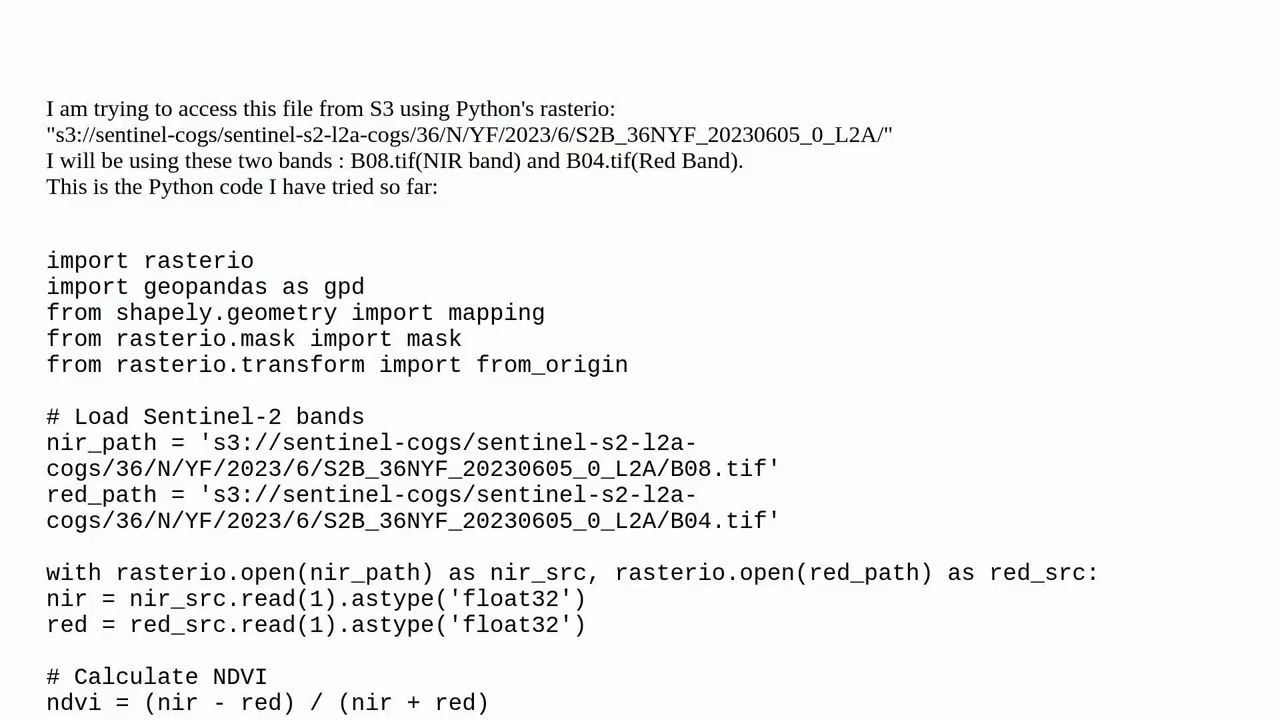 I am trying to access this file from S3 using Python's rasterio:
"s3://sentinel-cogs/sentinel-s2-l2a-cogs/36/N/YF/2023/6/S2B_36NYF_20230605_0_L2A/"
I will be using these two bands : B08.tif(NIR band) and B04.tif(Red Band).
This is the Python code I have tried so far:
import rasterio
import geopandas as gpd
from shapely.geometry import mapping
from rasterio.mask import mask
from rasterio.transform import from_origin
# Load Sentinel-2 bands
nir_path = 's3://sentinel-cogs/sentinel-s2-l2a-
cogs/36/N/YF/2023/6/S2B_36NYF_20230605_0_L2A/B08.tif'
red_path = 's3://sentinel-cogs/sentinel-s2-l2a-
cogs/36/N/YF/2023/6/S2B_36NYF_20230605_0_L2A/B04.tif'
with rasterio.open(nir_path) as nir_src, rasterio.open(red_path) as red_src:
nir = nir_src.read(1).astype('float32')
red = red_src.read(1).astype('float32')
# Calculate NDVI
ndvi = (nir - red) / (nir + red)